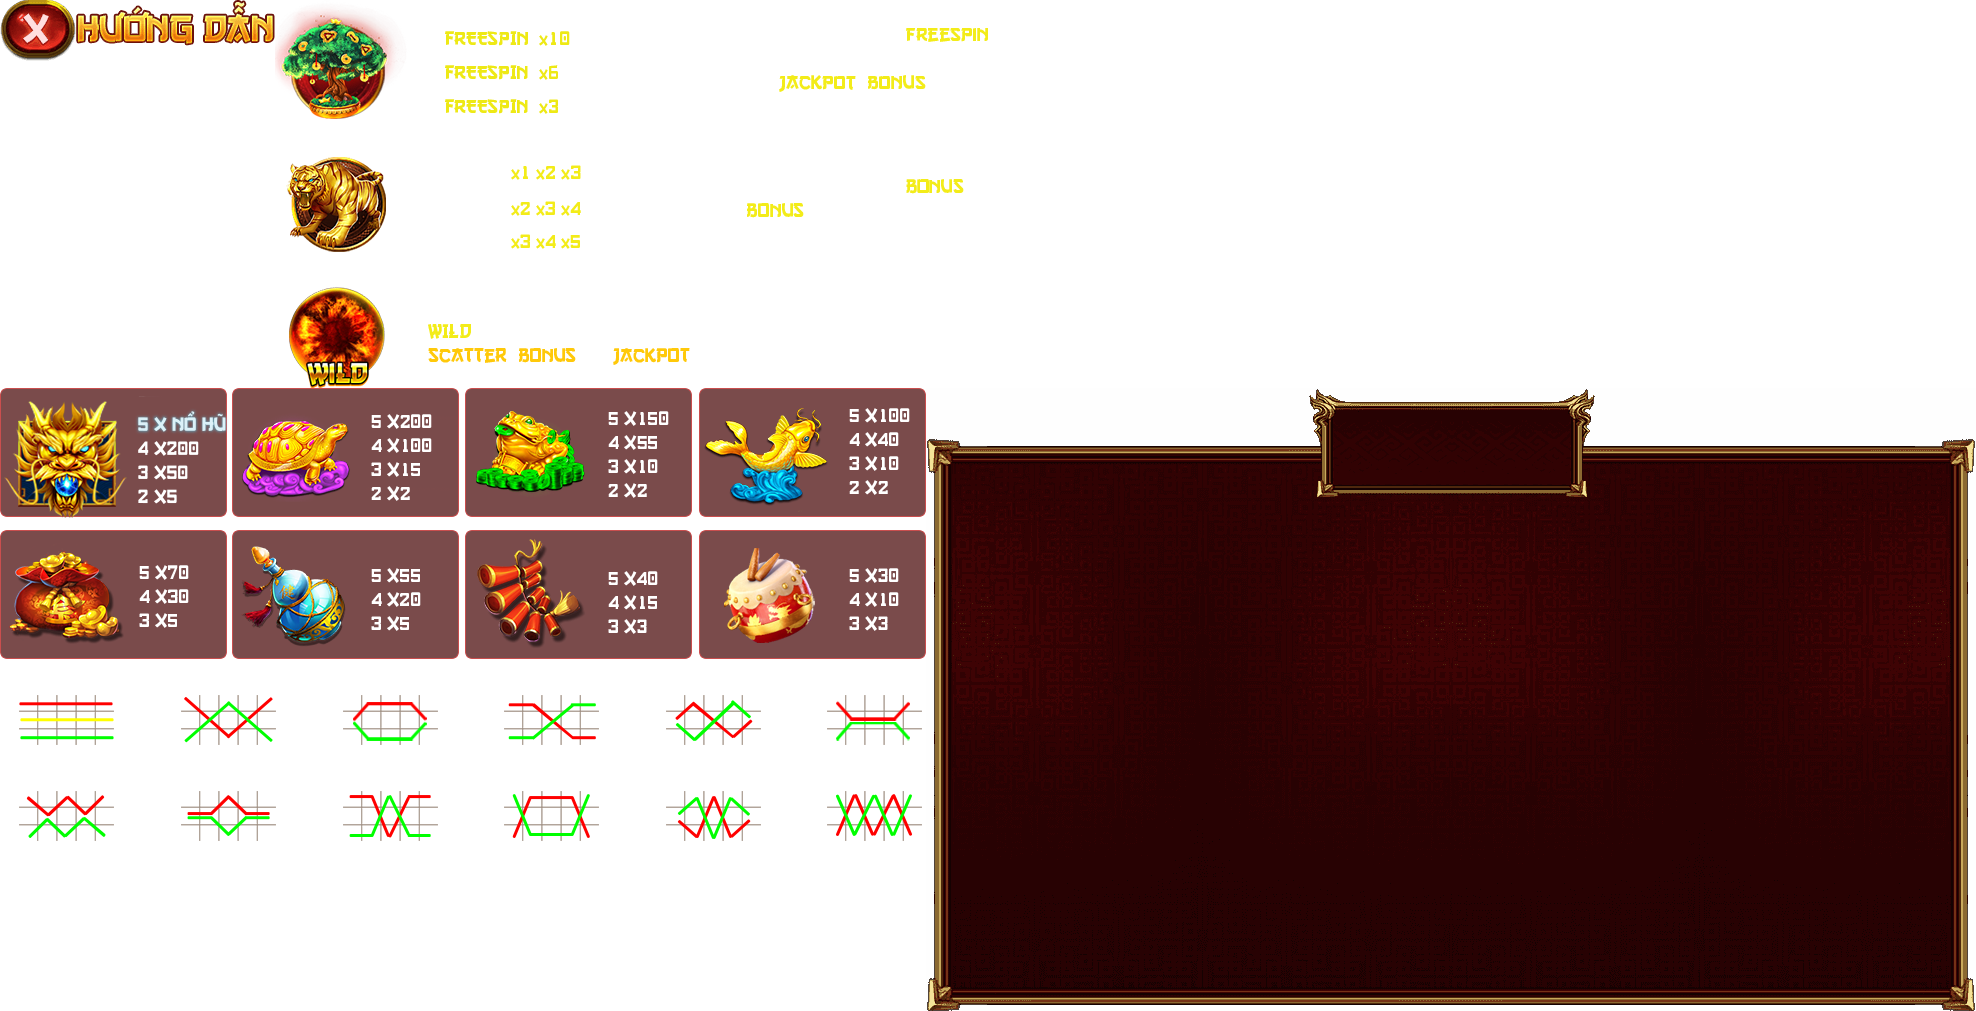 X HƯỚNG DẪN
FREESPIN x10
FREESPIN x6
FREESPIN x3
FREESPIN
JACKPOT BONUS
x1 x2 x3
x2 x3 x4
x3 x4 x5
BONUS
BONUS
WILD
WILD
SCATTER BONUS JACKPOT
5 X NỔ HŨ
4 X200
3 X50
2 X5
5 X200
4 X100
3 X15
2 X2
5 X150
4 X55
3 X10
2 X2
5 X100
4 X40
3 X10
2 X2
5 X70
4 X30
3 X5
5 X55
4 X20
3 X5
5 X40
4 X15
3 X3
5 X30
4 X10
3 X3